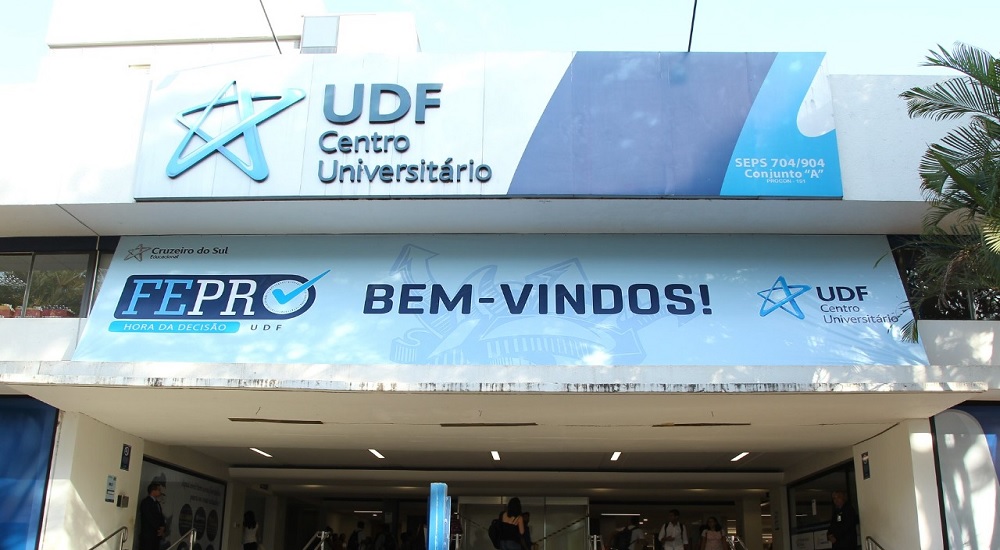 UDF
Centro
Universitário
SEPS 704/904
Conjunto "A"
Cruzeiro do Sul
Educacional
FEPRO
HORA DA DECISÃO UDF
BEM-VINDOS!
UDF
Centro
Universitário